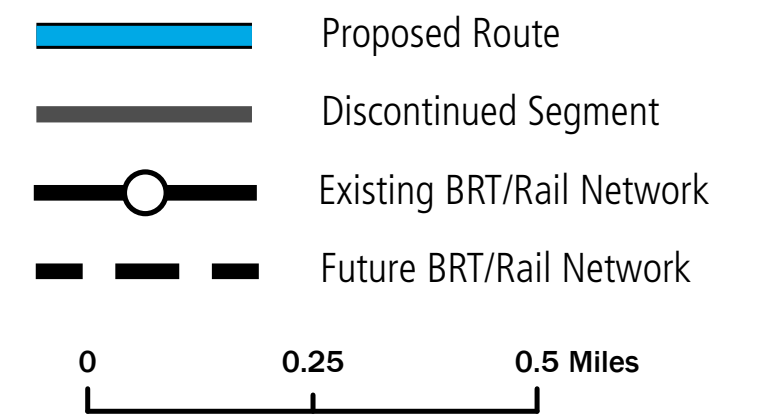 Proposed Route
Discontinued Segment
Existing BRT/Rail Network
Future BRT/Rail Network
0 0.25 0.5 Miles